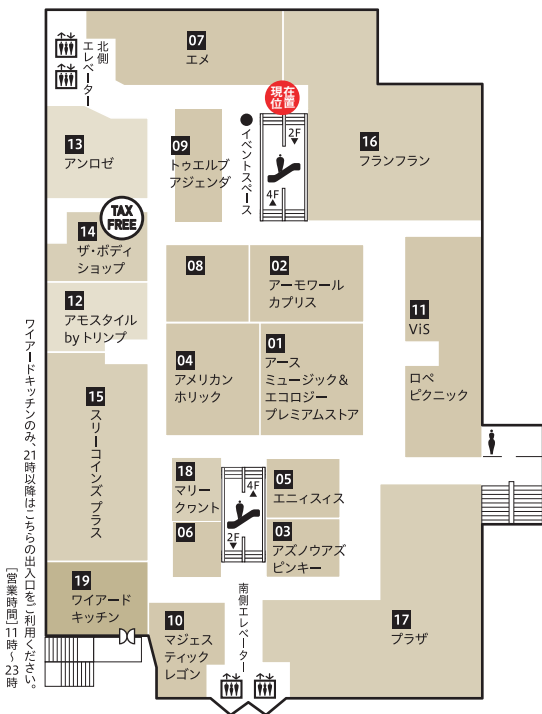 07
エメ
北側
エレベーター
現在
位置
イベントスペース
2F
4F
16
フランフラン
13
アンロゼ
09
トゥエルブ
アジェンダ
TAX
FREE
14
ザ・ボディ
ショップ
08
02
アーモワール
カプリス
11
ViS
ロペ
ピクニック
12
アモスタイル
by トリンプ
04
アメリカン
ホリック
01
アース
ミュージック&
エコロジー
プレミアムストア
15
スリーコインズ プラス
18
マリー
クヮント
4F
2F
05
エニィスィス
06
03
アズノウアズ
ピンキー
19
ワイアード
キッチン
10
マジェス
ティック
レゴン
南側エレベーター
17
プラザ
ワイアードキッチンのみ、21時以降はこちらの出入口をご利用ください。
[営業時間]11時~23時